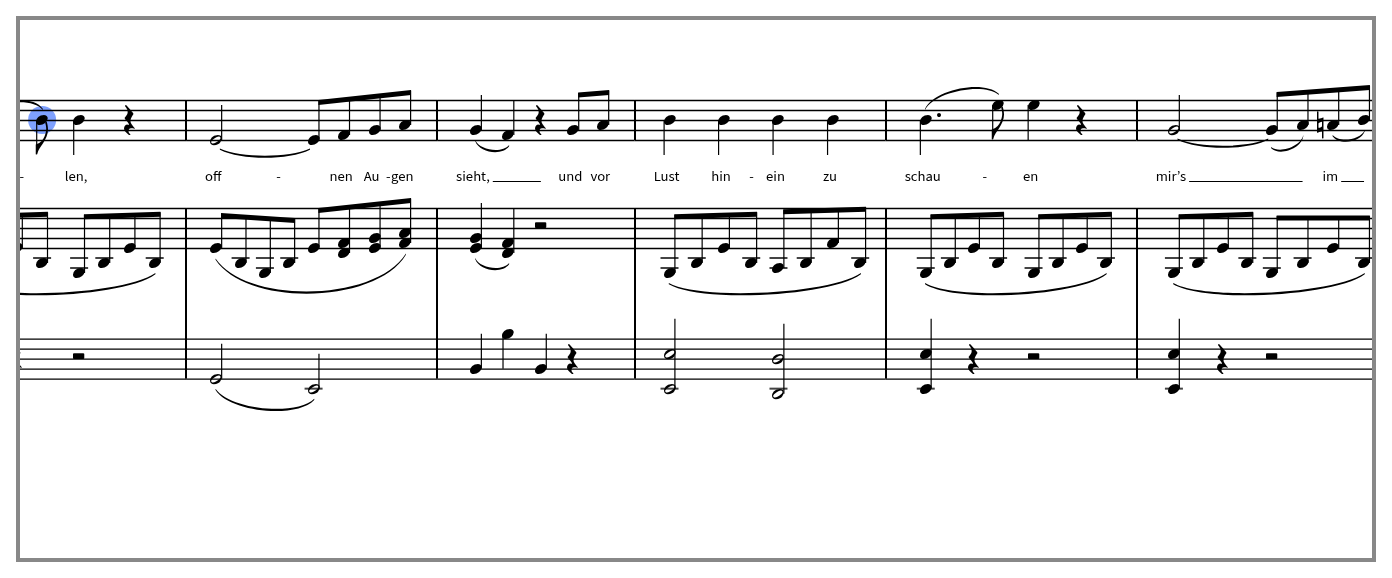 - len, off - nen Au -gen sieht, und vor Lust hin - ein zu schau - en mir's im